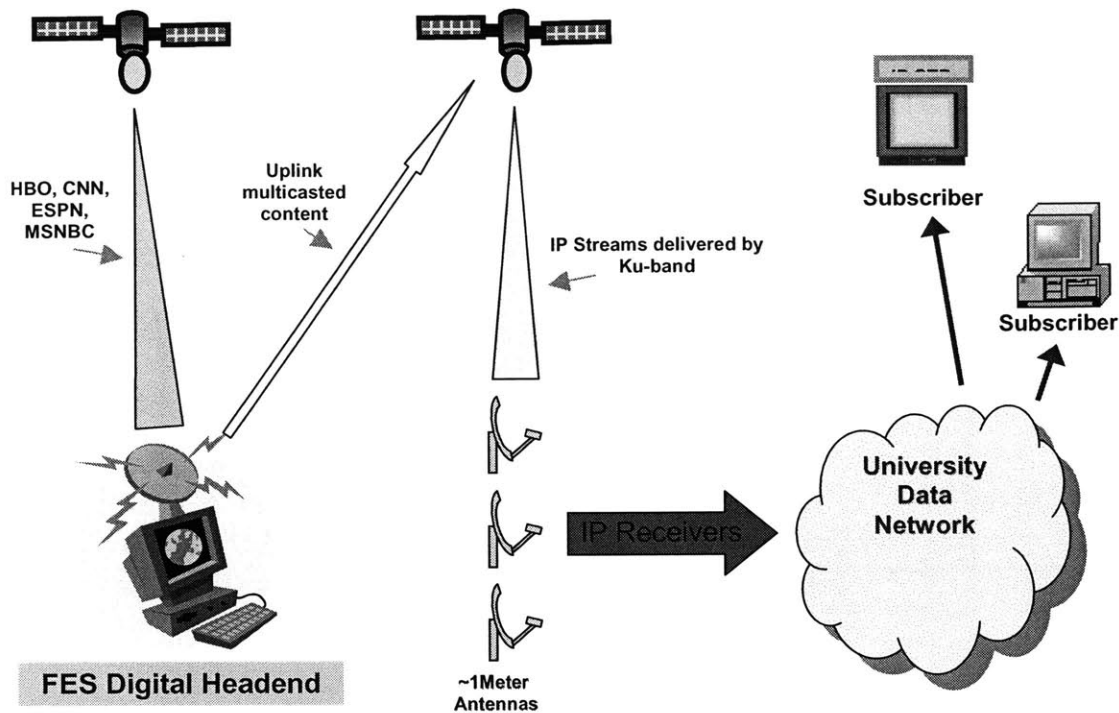 HBO, CNN,
ESPN,
MSNBC
Uplink
multicasted
content
IP Streams delivered by
Ku-band
Subscriber
Subscriber
University
Data
Network
IP Receivers
FES Digital Headend
~1Meter
Antennas